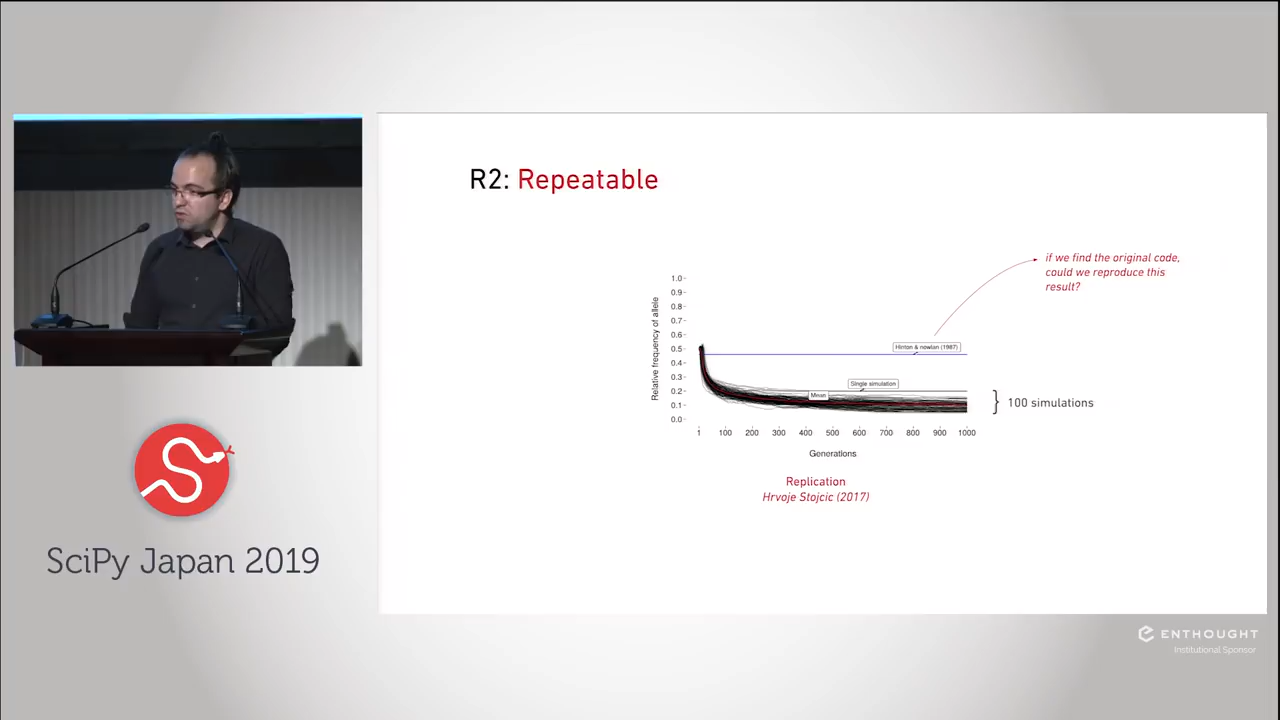 R2: Repeatable
if we find the original code,
could we reproduce this
result?
Relative frequency of allele
1.0
0.9
0.8
0.7
0.6
0.5
0.4
0.3
0.2
0.1
0.0
Hinton & nowlan (1987)
Single simulation
Mean
100 simulations
1 100 200 300 400 500 600 700 800 900 1000
Generations
Replication
Hrvoje Stojcic (2017)
SciPy Japan 2019
ENTHOUGHT
Institutional Sponsor